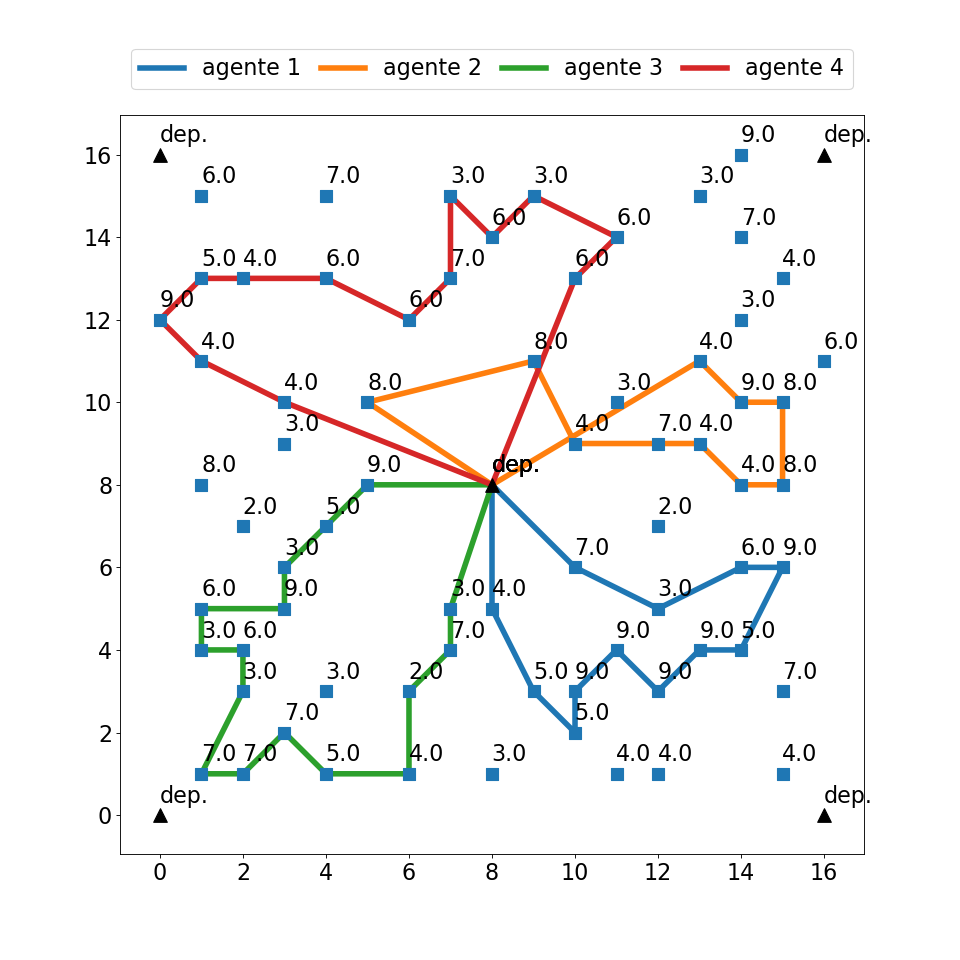 agente 1 agente 2 agente 3 agente 4
9.0
dep. dep.
16
6.0 7.0 3.0 3.0 3.0
6.0 6.0 7.0
14
5.0 4.0 6.0 7.0 6.0 4.0
9.0 6.0 3.0
12
4.0 8.0 4.0 6.0
4.0 8.0 3.0 9.0 8.0
10
3.0 4.0 7.0 4.0
8.0 9.0 dep. 4.0 8.0
8
2.0 5.0 2.0
3.0 7.0 6.0 9.0
6
6.0 9.0 3.0 4.0 3.0
3.0 6.0 7.0 9.0 9.0 5.0
4
3.0 3.0 2.0 5.0 9.0 9.0 7.0
7.0 5.0
2
7.0 7.0 5.0 4.0 3.0 4.0 4.0 4.0
dep. dep.
0
0 2 4 6 8 10 12 14 16